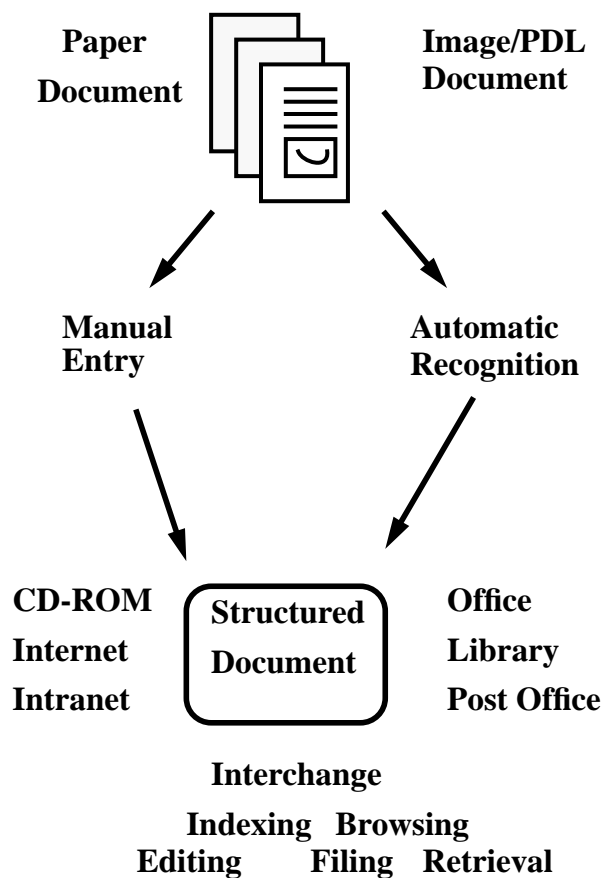 Paper
Document
Image/PDL
Document
Manual
Entry
Automatic
Recognition
CD-ROM
Internet
Intranet
Structured
Document
Office
Library
Post Office
Interchange
Indexing Browsing
Editing Filing Retrieval